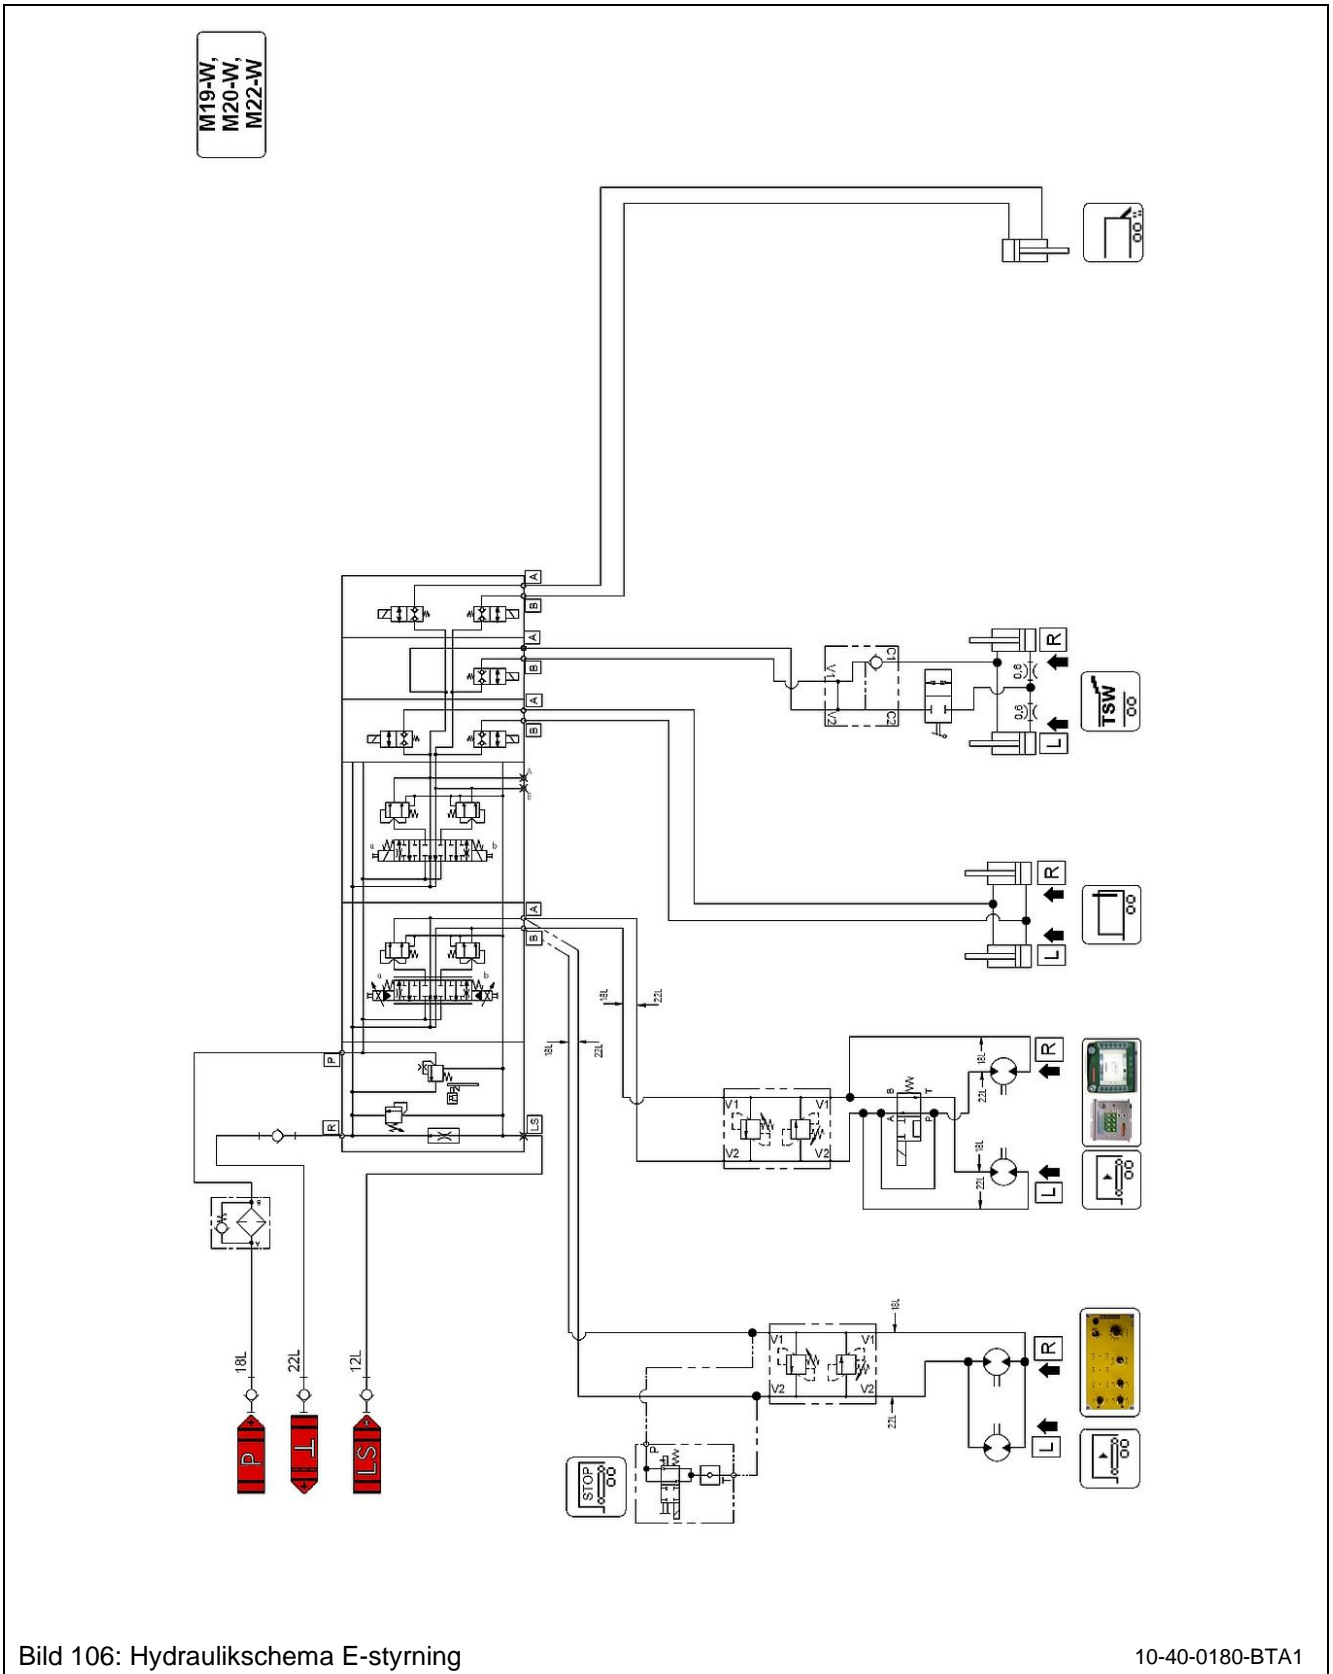 M19-W,
M20-W,
M22-W
A
B
A
B
A
B
A
B
a
b
A
B
a
b
P
R
LS
V1
C1
V2
C2
0.6
0.6
R
L
TSW
R
L
18L
22L
18L
22L
V1
V1
V2
V2
A
B
P
T
18L
22L
18L
22L
R
L
V1
V1
V2
V2
18L
22L
R
L
P
T
STOP
18L
22L
12L
P
T
LS
Bild 106: Hydraulikschema E-styrning
10-40-0180-BTA1